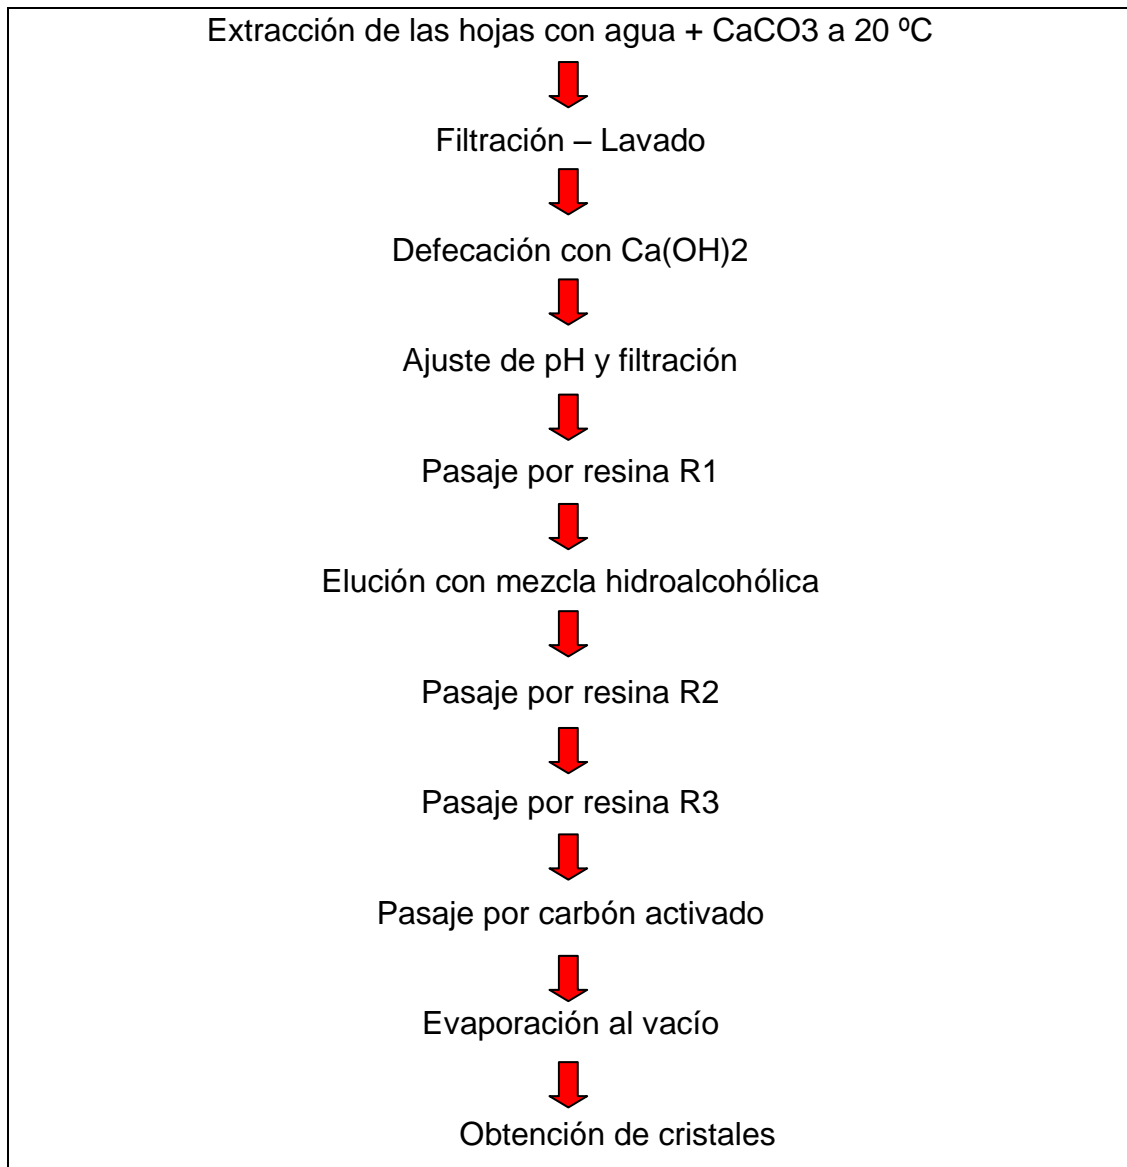 Extracción de las hojas con agua + CaCO3 a 20 ºC
Filtración – Lavado
Defecación con Ca(OH)2
Ajuste de pH y filtración
Pasaje por resina R1
Elución con mezcla hidroalcohólica
Pasaje por resina R2
Pasaje por resina R3
Pasaje por carbón activado
Evaporación al vacío
Obtención de cristales